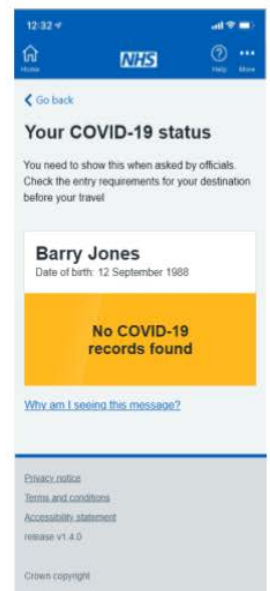 12:32
NHS
Home
Help
More
Go back
Your COVID-19 status
You need to show this when asked by officials.
Check the entry requirements for your destination
before your travel
Barry Jones
Date of birth: 12 September 1988
No COVID-19
records found
Why am I seeing this message?
Privacy notice
Terms and conditions
Accessibility statement
release v1.4.0
Crown copyright